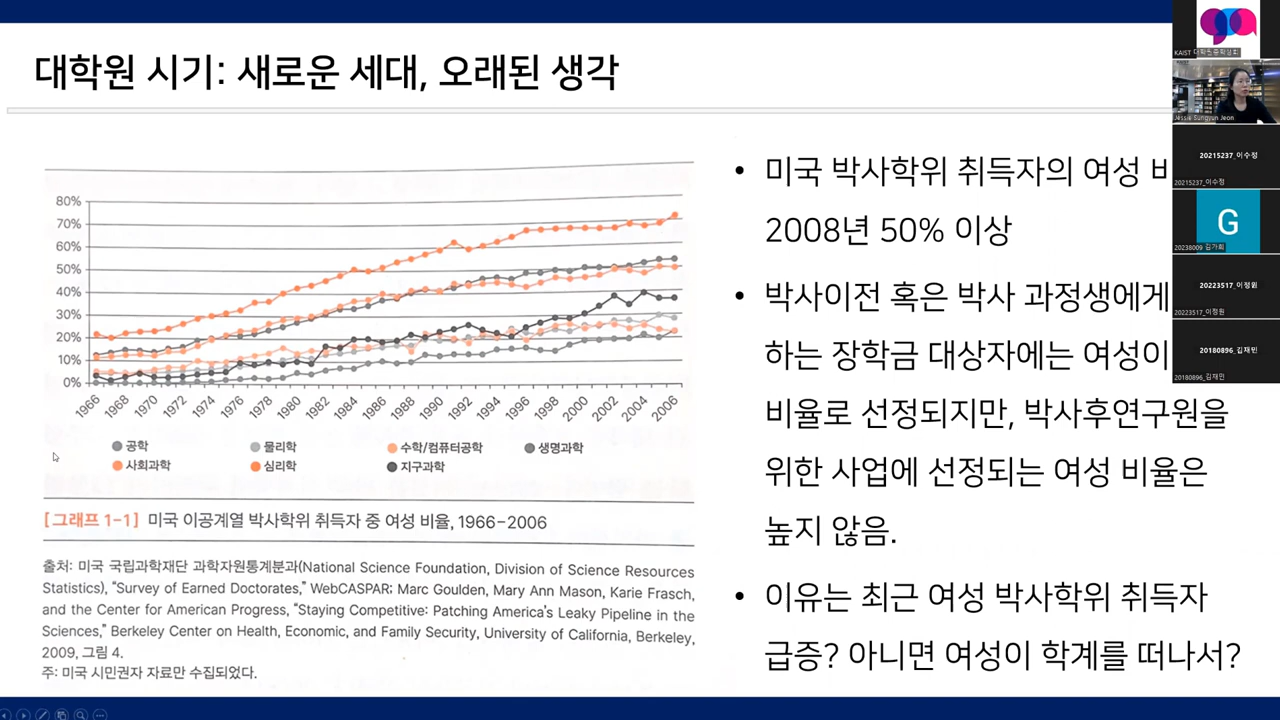 대학원 시기: 새로운 세대, 오래된 생각
80%
70%
60%
50%
40%
30%
20%
10%
0%
1966
1968
1970
1972
1974
1976
1978
1980
1982
1984
1986
1988
1990
1992
1994
1996
1998
2000
2002
2004
2006
공학
물리학
수학/컴퓨터공학
생명과학
사회과학
심리학
지구과학
[그래프 1-1] 미국 이공계열 박사학위 취득자 중 여성 비율, 1966–2006
출처: 미국 국립과학재단 과학자원통계분과(National Science Foundation, Division of Science Resources
Statistics), “Survey of Earned Doctorates,” WebCASPAR; Marc Goulden, Mary Ann Mason, Karie Frasch,
and the Center for American Progress, “Staying Competitive: Patching America’s Leaky Pipeline in the
Sciences,” Berkeley Center on Health, Economic, and Family Security, University of California, Berkeley,
2009, 그림 4.
주: 미국 시민권자 자료만 수집되었다.
• 미국 박사학위 취득자의 여성 비
2008년 50% 이상
• 박사이전 혹은 박사 과정생에게
하는 장학금 대상자에는 여성이
비율로 선정되지만, 박사후연구원을
위한 사업에 선정되는 여성 비율은
높지 않음.
• 이유는 최근 여성 박사학위 취득자
급증? 아니면 여성이 학계를 떠나서?
KAIST 대학원총학생회
Jessie Sungyun Jeon
20215237_이수정
20215237_이수정
G
20238009 김가희
20223517_이정원
20223517_이정원
20180896_김재민
20180896_김재민